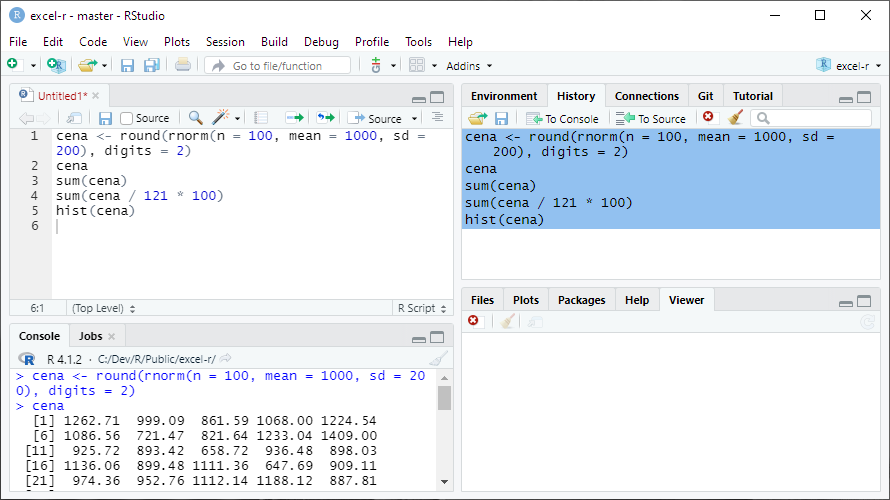 excel-r - master - RStudio
File Edit Code View Plots Session Build Debug Profile Tools Help
Go to file/function Addins excel-r
Untitled1*
Source Source
1 cena <- round(rnorm(n = 100, mean = 1000, sd =
200), digits = 2)
2 cena
3 sum(cena)
4 sum(cena / 121 * 100)
5 hist(cena)
6
6:1 (Top Level) R Script
Console Jobs
R 4.1.2 · C:/Dev/R/Public/excel-r/
> cena <- round(rnorm(n = 100, mean = 1000, sd = 20
0), digits = 2)
> cena
[1] 1262.71 999.09 861.59 1068.00 1224.54
[6] 1086.56 721.47 821.64 1233.04 1409.00
[11] 925.72 893.42 658.72 936.48 898.03
[16] 1136.06 899.48 1111.36 647.69 909.11
[21] 974.36 952.76 1112.14 1188.12 887.81
Environment History Connections Git Tutorial
To Console To Source
cena <- round(rnorm(n = 100, mean = 1000, sd =
200), digits = 2)
cena
sum(cena)
sum(cena / 121 * 100)
hist(cena)
Files Plots Packages Help Viewer